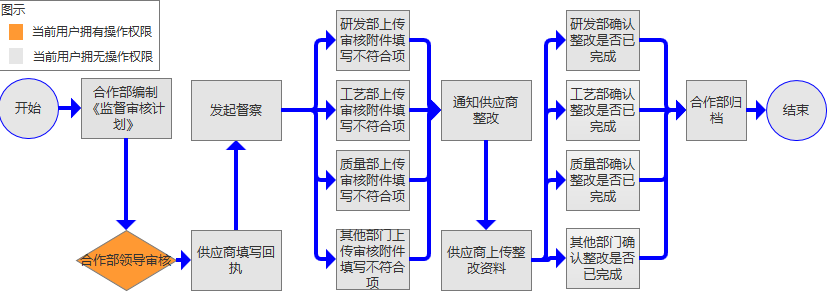 图示
当前用户拥有操作权限
当前用户拥无操作权限
开始
合作部编制
《监督审核计
划》
合作部领导审核
供应商填写回
执
发起督察
研发部上传
审核附件填
写不符合项
工艺部上传
审核附件填
写不符合项
质量部上传
审核附件填
写不符合项
其他部门上
传审核附件
填写不符合
项
通知供应商
整改
供应商上传整
改资料
研发部确认
整改是否已
完成
工艺部确认
整改是否已
完成
质量部确认
整改是否已
完成
其他部门确
认整改是否
已完成
合作部归
档
结束